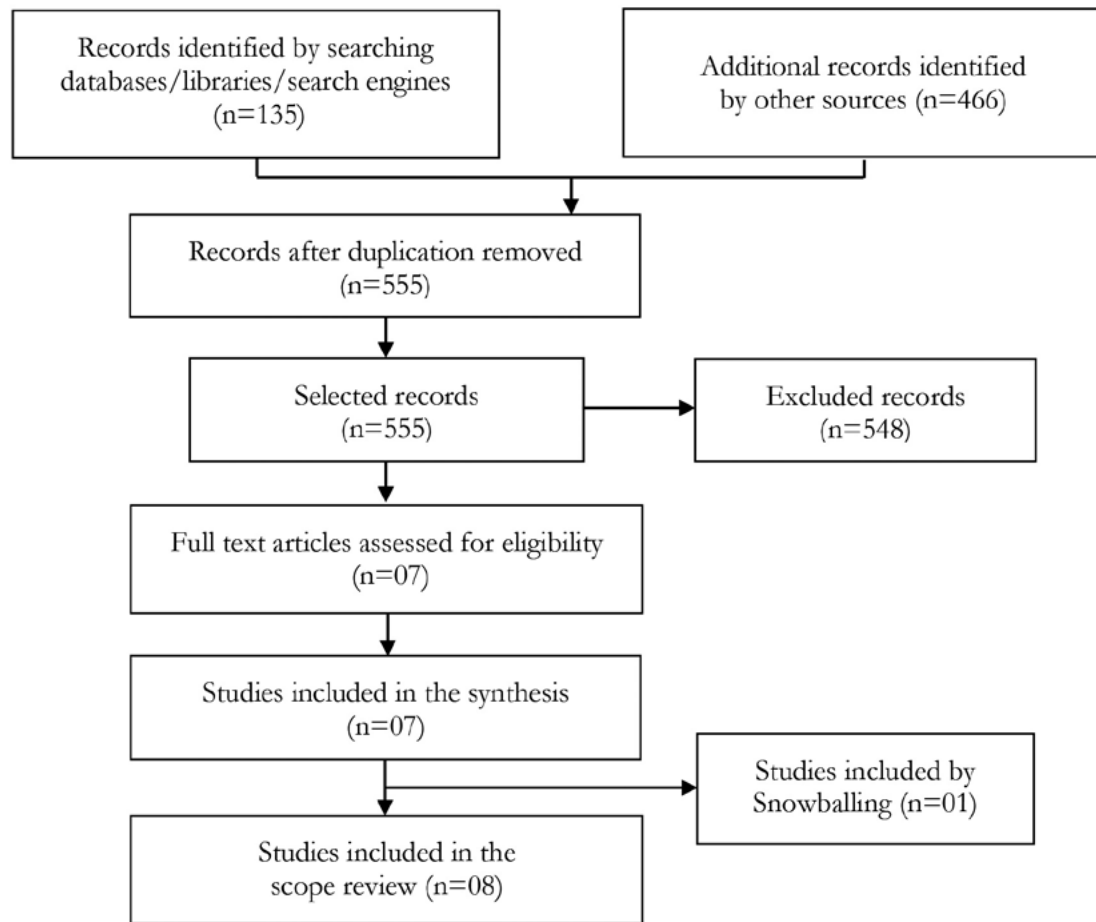 Records identified by searching
databases/libraries/search engines
(n=135)
Additional records identified
by other sources (n=466)
Records after duplication removed
(n=555)
Selected records
(n=555)
Excluded records
(n=548)
Full text articles assessed for eligibility
(n=07)
Studies included in the synthesis
(n=07)
Studies included by
Snowballing (n=01)
Studies included in the
scope review (n=08)